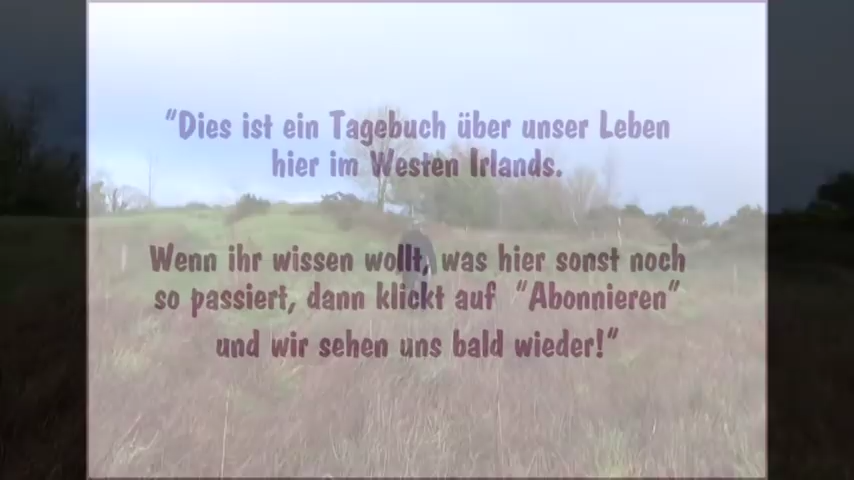 "Dies ist ein Tagebuch über unser Leben
hier im Westen Irlands.
Wenn ihr wissen wollt, was hier sonst noch
so passiert, dann klickt auf "Abonnieren"
und wir sehen uns bald wieder!"